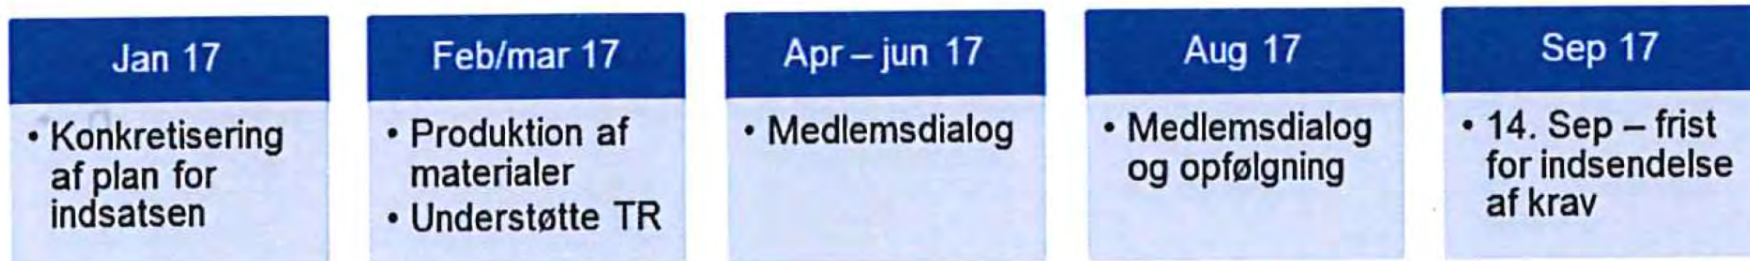 Jan 17
• Konkretisering
af plan for
indsatsen
Feb/mar 17
• Produktion af
materialer
• Understøtte TR
Apr – jun 17
• Medlemsdialog
Aug 17
• Medlemsdialog
og opfølgning
Sep 17
• 14. Sep – frist
for indsendelse
af krav